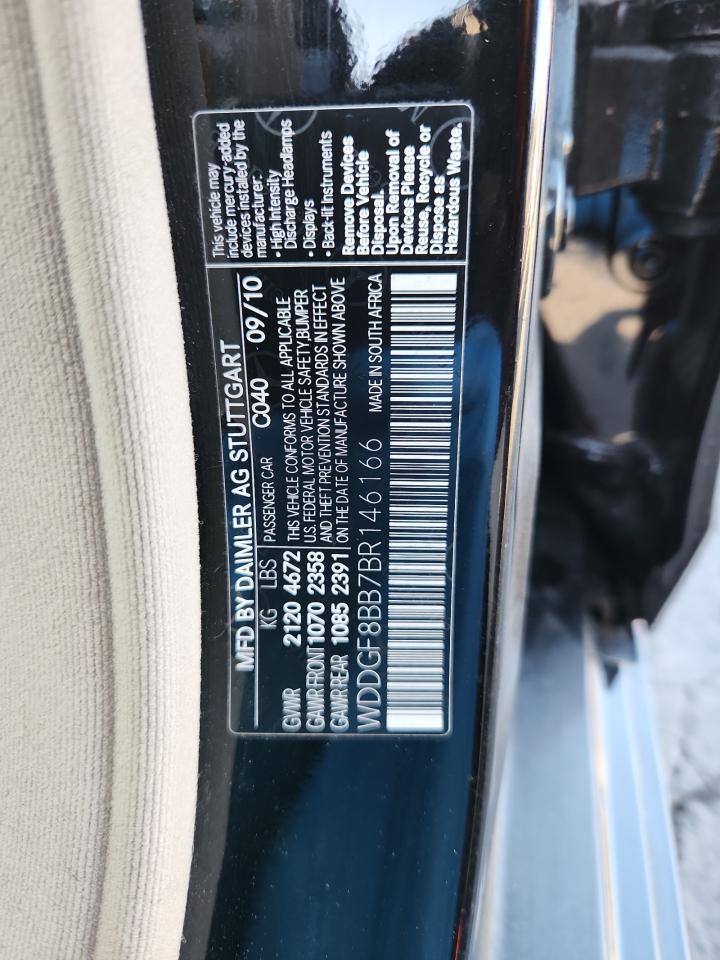 MFD BY DAIMLER AG STUTTGART
KG LBS PASSENGER CAR C040 09/10
GVWR 2120 4672
GAWR FRONT 1070 2358
GAWR REAR 1085 2391
THIS VEHICLE CONFORMS TO ALL APPLICABLE
U.S. FEDERAL MOTOR VEHICLE SAFETY, BUMPER
AND THEFT PREVENTION STANDARDS IN EFFECT
ON THE DATE OF MANUFACTURE SHOWN ABOVE
WDDGF8BB7BR146166 MADE IN SOUTH AFRICA
This vehicle may
include mercury-added
devices installed by the
manufacturer:
• High Intensity
Discharge Headlamps
• Displays
• Back-lit Instruments
Remove Devices
Before Vehicle
Disposal.
Upon Removal of
Devices Please
Reuse, Recycle or
Dispose as
Hazardous Waste.